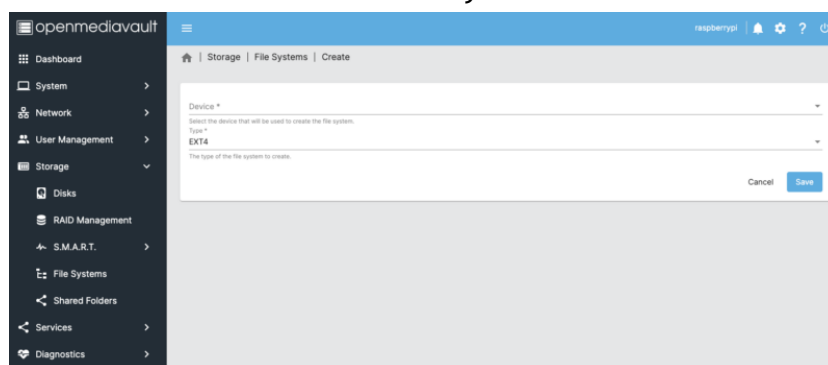 openmediavault
raspberrypi
Dashboard
| Storage | File Systems | Create
System
Network
User Management
Storage
Disks
RAID Management
S.M.A.R.T.
File Systems
Shared Folders
Services
Diagnostics
Device *
Select the device that will be used to create the file system.
Type *
EXT4
The type of the file system to create.
Cancel
Save